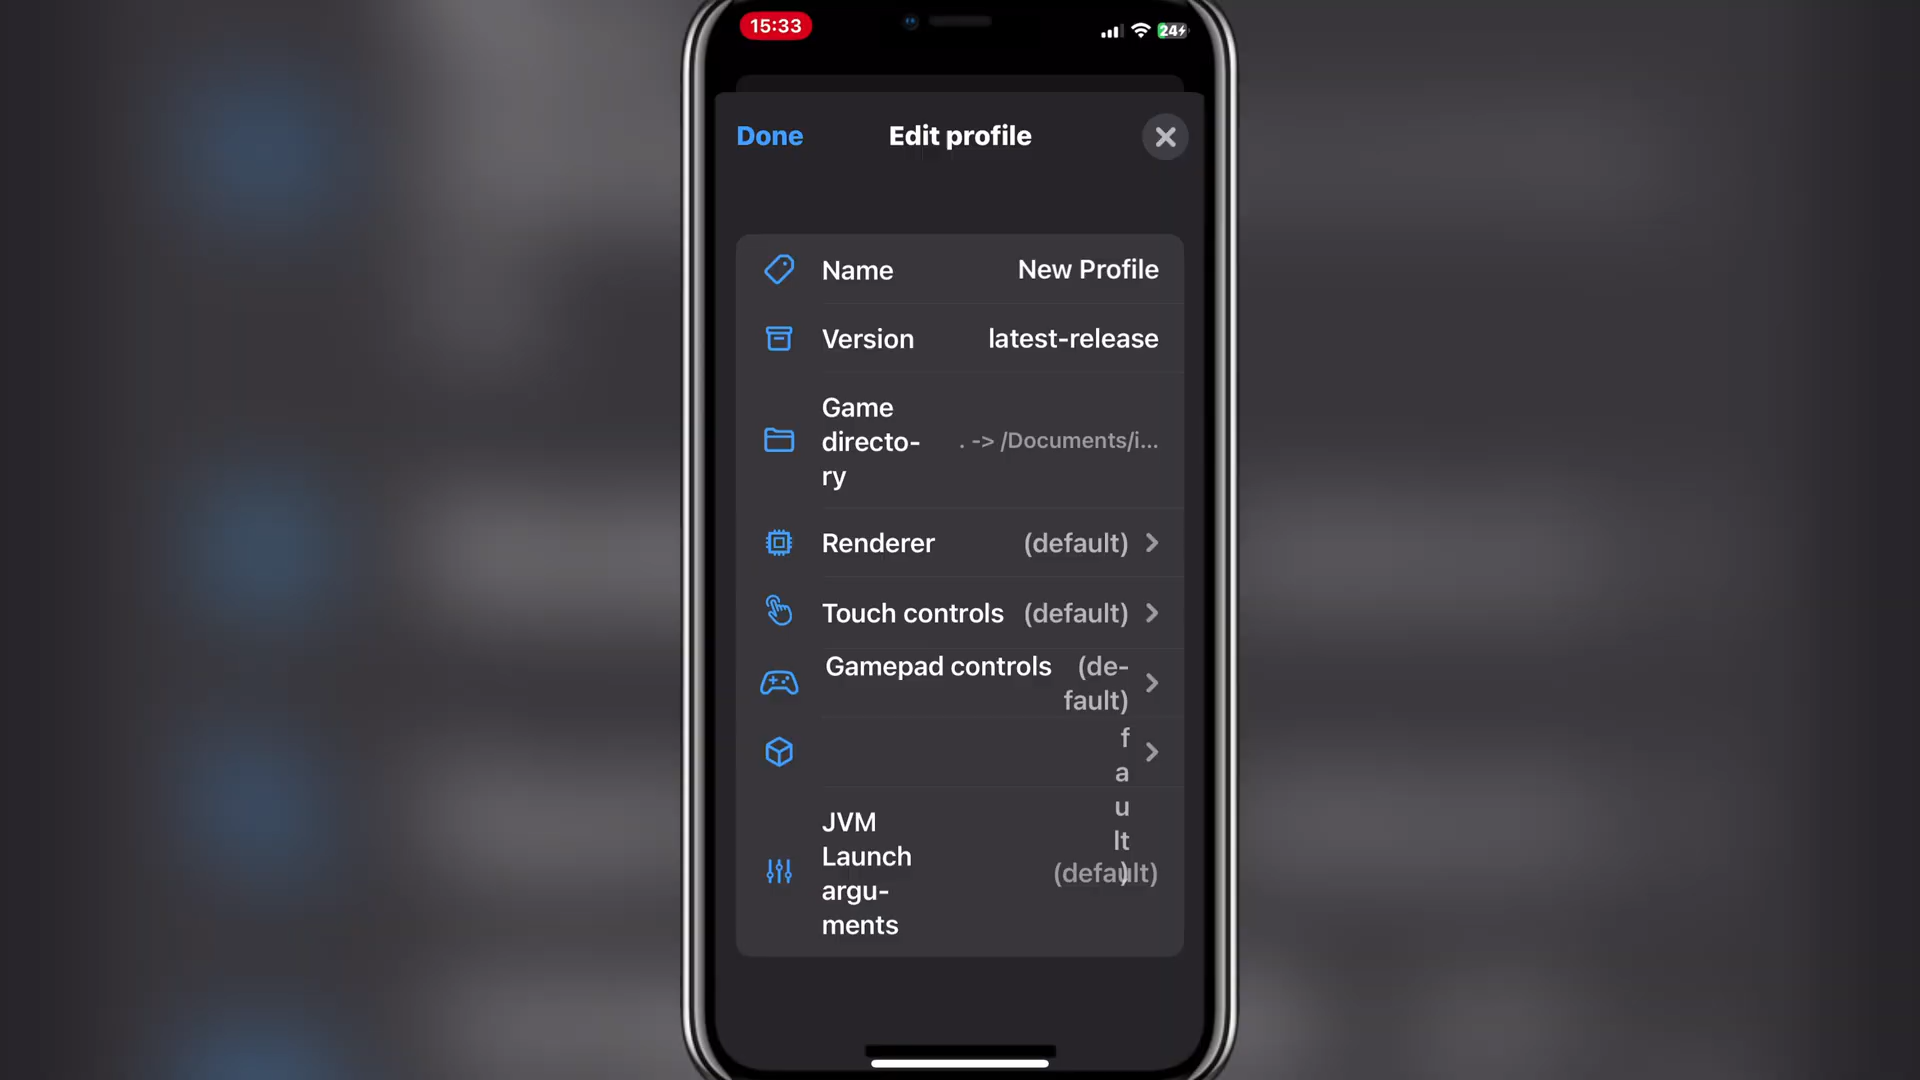 15:33
24
Done
Edit profile
Name
New Profile
Version
latest-release
Game
directo-
ry
. -> /Documents/i...
Renderer
(default)
Touch controls
(default)
Gamepad controls
(de-
fault)
f
a
u
lt
)
JVM
Launch
argu-
ments
(default)